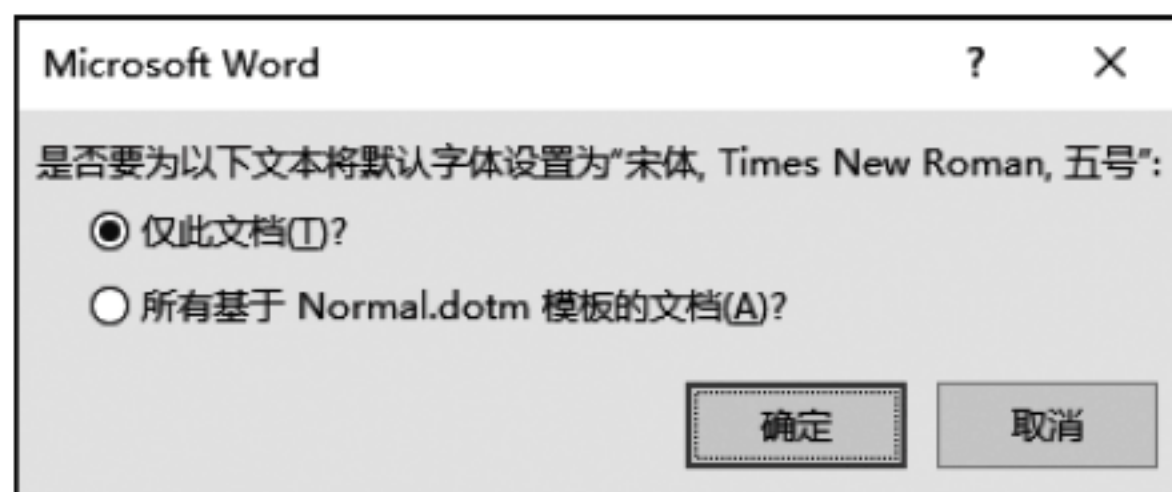 Microsoft Word ? ×
是否要为以下文本将默认字体设置为“宋体, Times New Roman, 五号”:
仅此文档(T)?
所有基于 Normal.dotm 模板的文档(A)?
确定 取消